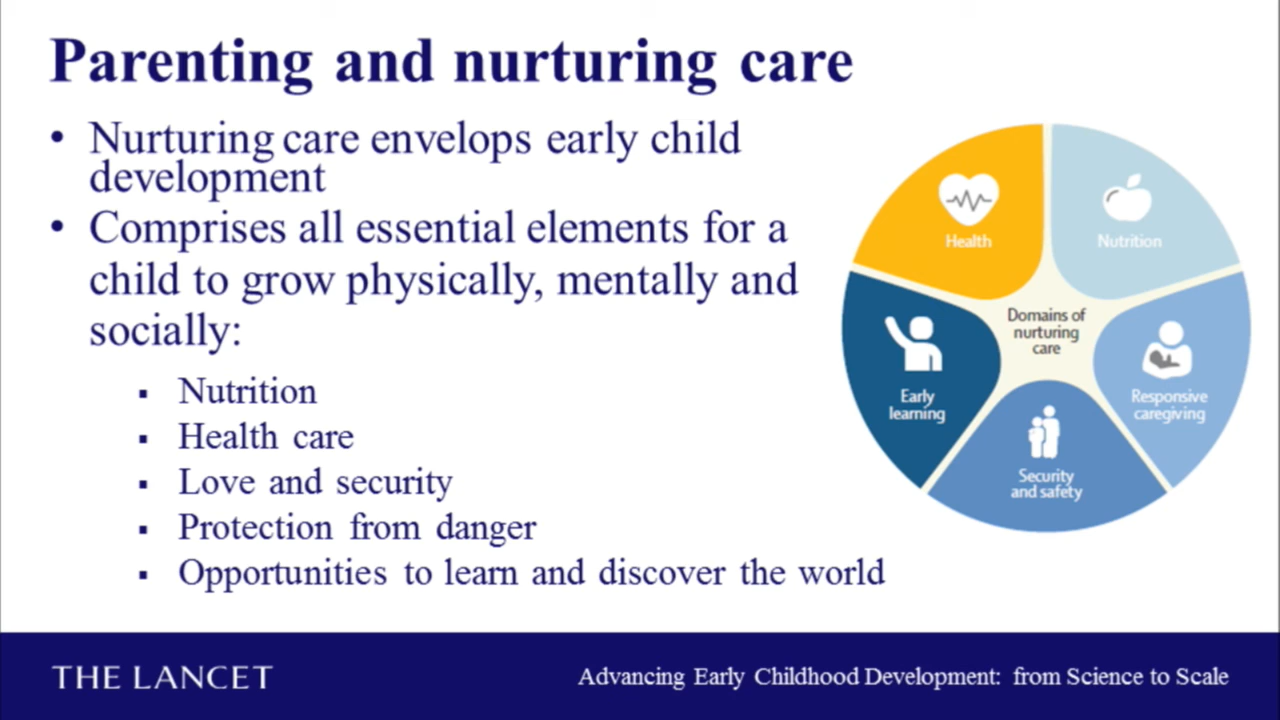 Parenting and nurturing care
• Nurturing care envelops early child
development
• Comprises all essential elements for a
child to grow physically, mentally and
socially:
▪ Nutrition
▪ Health care
▪ Love and security
▪ Protection from danger
▪ Opportunities to learn and discover the world
Health
Nutrition
Domains of
nurturing
care
Early
learning
Responsive
caregiving
Security
and safety
THE LANCET
Advancing Early Childhood Development: from Science to Scale